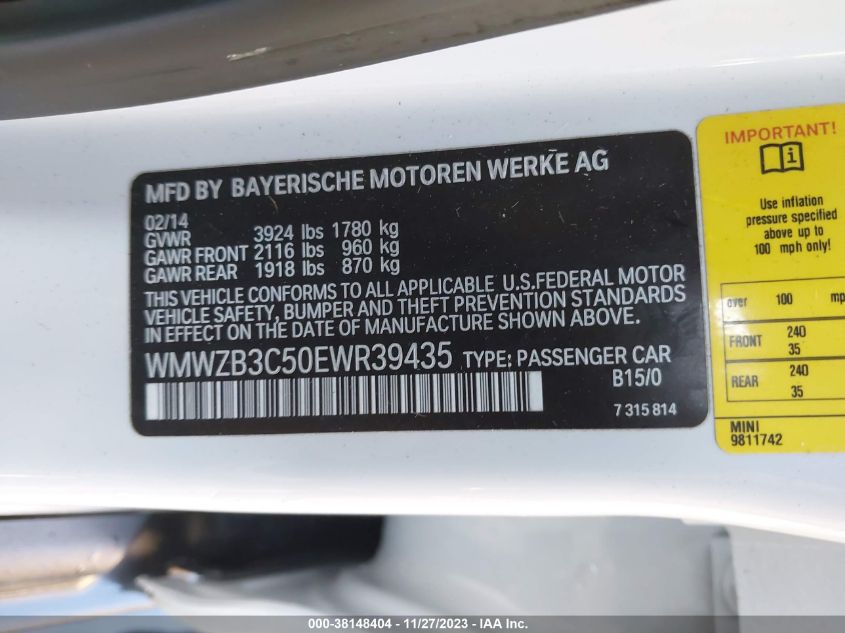 MFD BY BAYERISCHE MOTOREN WERKE AG
02/14
GVWR 3924 lbs 1780 kg
GAWR FRONT 2116 lbs 960 kg
GAWR REAR 1918 lbs 870 kg
THIS VEHICLE CONFORMS TO ALL APPLICABLE U.S.FEDERAL MOTOR
VEHICLE SAFETY, BUMPER AND THEFT PREVENTION STANDARDS
IN EFFECT ON THE DATE OF MANUFACTURE SHOWN ABOVE.
WMWZB3C50EWR39435 TYPE: PASSENGER CAR
B15/0
7 315 814
IMPORTANT!
i
Use inflation
pressure specified
above up to
100 mph only!
over 100 mp
FRONT 240
35
REAR 240
35
MINI
9811742
000-38148404 - 11/27/2023 - IAA Inc.